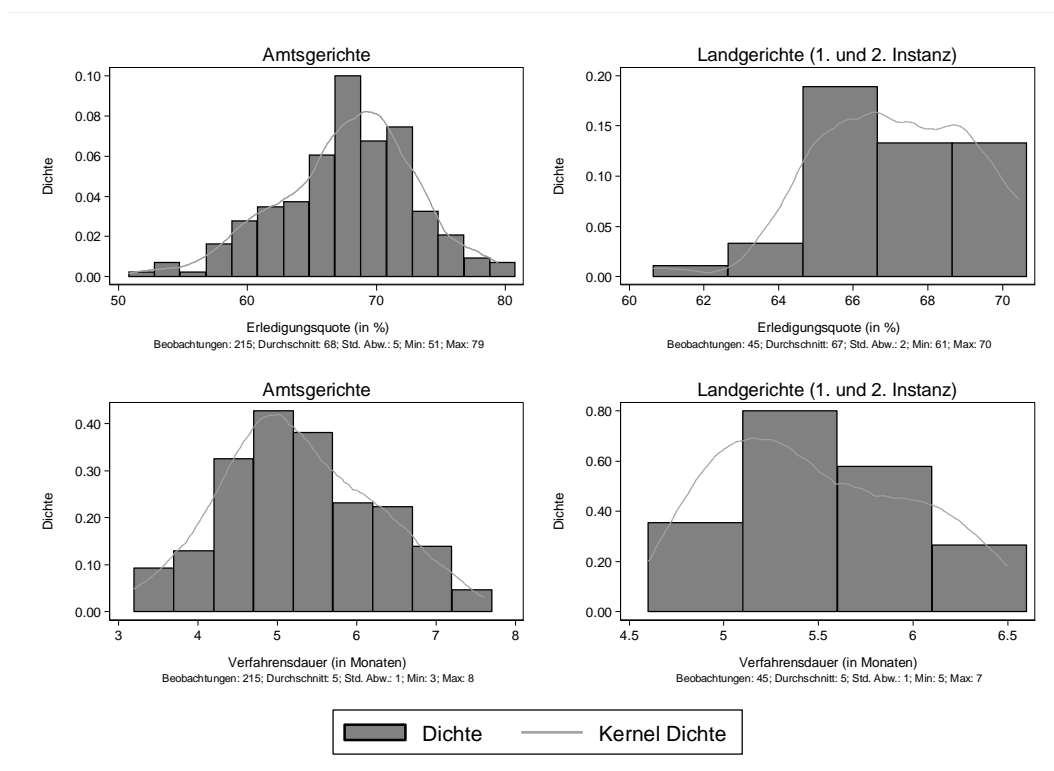 Amtsgerichte
Dichte
0.10
0.08
0.06
0.04
0.02
0.00
50 60 70 80
Erledigungsquote (in %)
Beobachtungen: 215; Durchschnitt: 68; Std. Abw.: 5; Min: 51; Max: 79
Landgerichte (1. und 2. Instanz)
Dichte
0.20
0.15
0.10
0.05
0.00
60 62 64 66 68 70
Erledigungsquote (in %)
Beobachtungen: 45; Durchschnitt: 67; Std. Abw.: 2; Min: 61; Max: 70
Amtsgerichte
Dichte
0.40
0.30
0.20
0.10
0.00
3 4 5 6 7 8
Verfahrensdauer (in Monaten)
Beobachtungen: 215; Durchschnitt: 5; Std. Abw.: 1; Min: 3; Max: 8
Landgerichte (1. und 2. Instanz)
Dichte
0.80
0.60
0.40
0.20
0.00
4.5 5 5.5 6 6.5
Verfahrensdauer (in Monaten)
Beobachtungen: 45; Durchschnitt: 5; Std. Abw.: 1; Min: 5; Max: 7
Dichte Kernel Dichte